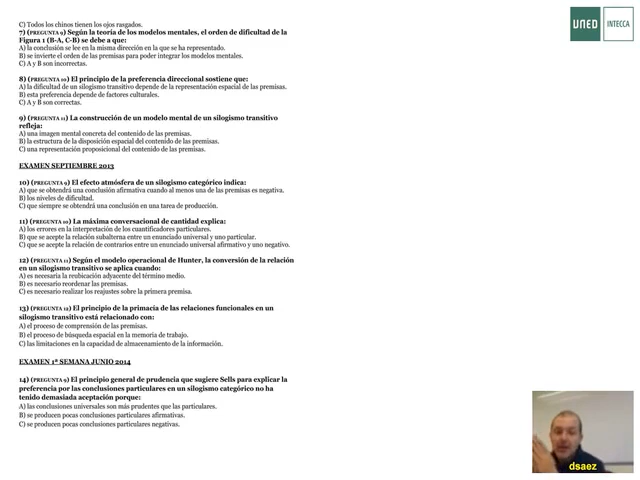 C) Todos los chinos tienen los ojos rasgados.
7) (PREGUNTA 9) Según la teoría de los modelos mentales, el orden de dificultad de la
Figura 1 (B-A, C-B) se debe a que:
A) la conclusión se lee en la misma dirección en la que se ha representado.
B) se invierte el orden de las premisas para poder integrar los modelos mentales.
C) A y B son incorrectas.
8) (PREGUNTA 10) El principio de la preferencia direccional sostiene que:
A) la dificultad de un silogismo transitivo depende de la representación espacial de las premisas.
B) esta preferencia depende de factores culturales.
C) A y B son correctas.
9) (PREGUNTA 11) La construcción de un modelo mental de un silogismo transitivo
refleja:
A) una imagen mental concreta del contenido de las premisas.
B) la estructura de la disposición espacial del contenido de las premisas.
C) una representación proposicional del contenido de las premisas.
EXAMEN SEPTIEMBRE 2013
10) (PREGUNTA 9) El efecto atmósfera de un silogismo categórico indica:
A) que se obtendrá una conclusión afirmativa cuando al menos una de las premisas es negativa.
B) los niveles de dificultad.
C) que siempre se obtendrá una conclusión en una tarea de producción.
11) (PREGUNTA 10) La máxima conversacional de cantidad explica:
A) los errores en la interpretación de los cuantificadores particulares.
B) que se acepte la relación subalterna entre un enunciado universal y uno particular.
C) que se acepte la relación de contrarios entre un enunciado universal afirmativo y uno negativo.
12) (PREGUNTA 11) Según el modelo operacional de Hunter, la conversión de la relación
en un silogismo transitivo se aplica cuando:
A) es necesaria la reubicación adyacente del término medio.
B) es necesario reordenar las premisas.
C) es necesario realizar los reajustes sobre la primera premisa.
13) (PREGUNTA 12) El principio de la primacía de las relaciones funcionales en un
silogismo transitivo está relacionado con:
A) el proceso de comprensión de las premisas.
B) el proceso de búsqueda espacial en la memoria de trabajo.
C) las limitaciones en la capacidad de almacenamiento de la información.
EXAMEN 1ª SEMANA JUNIO 2014
14) (PREGUNTA 9) El principio general de prudencia que sugiere Sells para explicar la
preferencia por las conclusiones particulares en un silogismo categórico no ha
tenido demasiada aceptación porque:
A) las conclusiones universales son más prudentes que las particulares.
B) se producen pocas conclusiones particulares afirmativas.
C) se producen pocas conclusiones particulares negativas.
UNED
INTECCA
dsaez